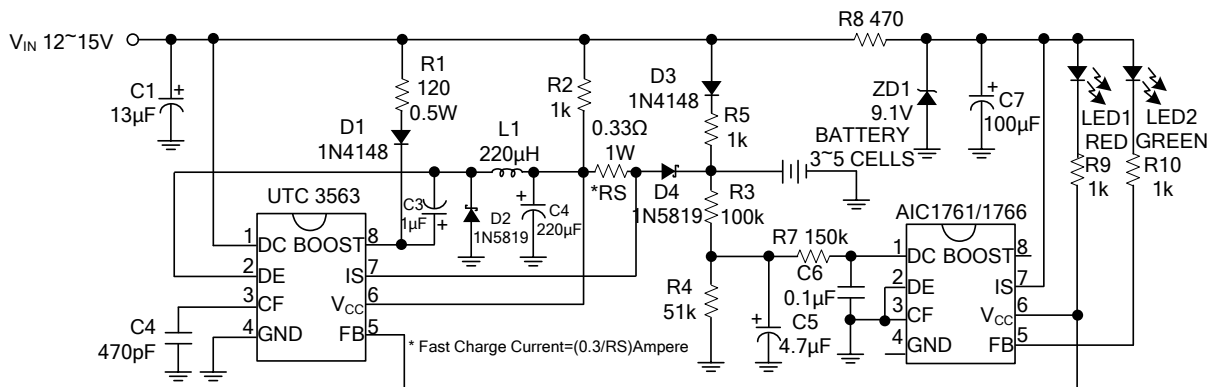 V_IN 12~15V
R8 470
C1
13µF
R1
120
0.5W
D1
1N4148
L1
220µH
R2
1k
0.33Ω
1W
*RS
D3
1N4148
R5
1k
D4
1N5819
BATTERY
3~5 CELLS
ZD1
9.1V
C7
100µF
LED1
RED
LED2
GREEN
R9
1k
R10
1k
UTC 3563
C3
1µF
D2
1N5819
C4
220µF
R3
100k
R4
51k
R7 150k
C6
0.1µF
C5
4.7µF
AIC1761/1766
1 DC BOOST 8
2 DE IS 7
3 CF V_CC 6
4 GND FB 5
C4
470pF
1 DC BOOST 8
2 DE IS 7
3 CF V_CC 6
4 GND FB 5
* Fast Charge Current=(0.3/RS)Ampere